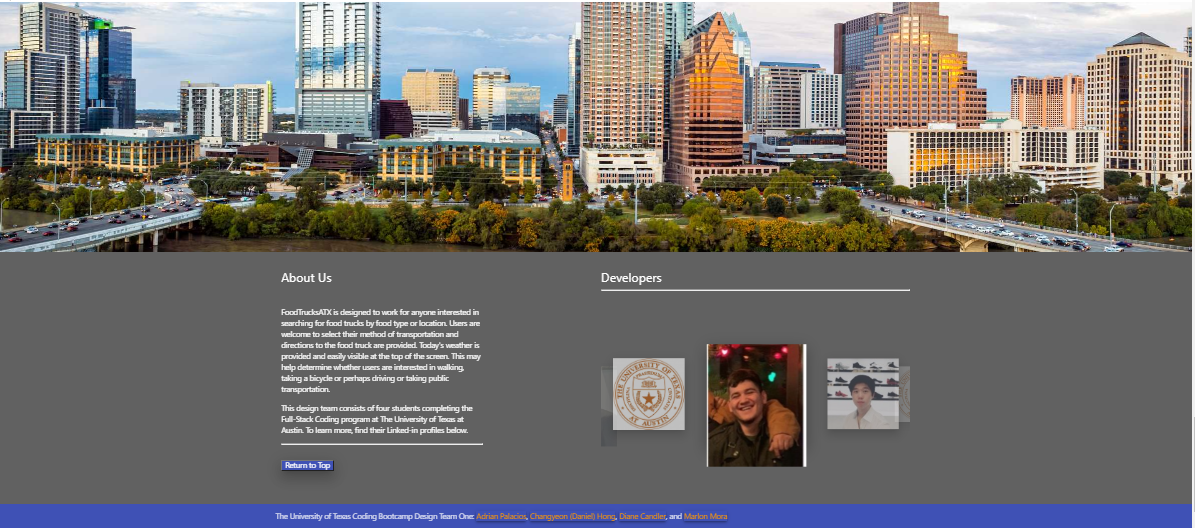 About Us
FoodTrucksATX is designed to work for anyone interested in
searching for food trucks by food type or location. Users are
welcome to select their method of transportation and
directions to the food truck are provided. Today's weather is
provided and easily visible at the top of the screen. This may
help determine whether users are interested in walking,
taking a bicycle or perhaps driving or taking public
transportation.
This design team consists of four students completing the
Full-Stack Coding program at The University of Texas at
Austin. To learn more, find their Linked-in profiles below.
Return to Top
Developers
THE UNIVERSITY OF TEXAS
AT AUSTIN
The University of Texas Coding Bootcamp Design Team One: Adrian Palacios, Changyeon (Daniel) Hong, Diane Candler, and Marlon Mora